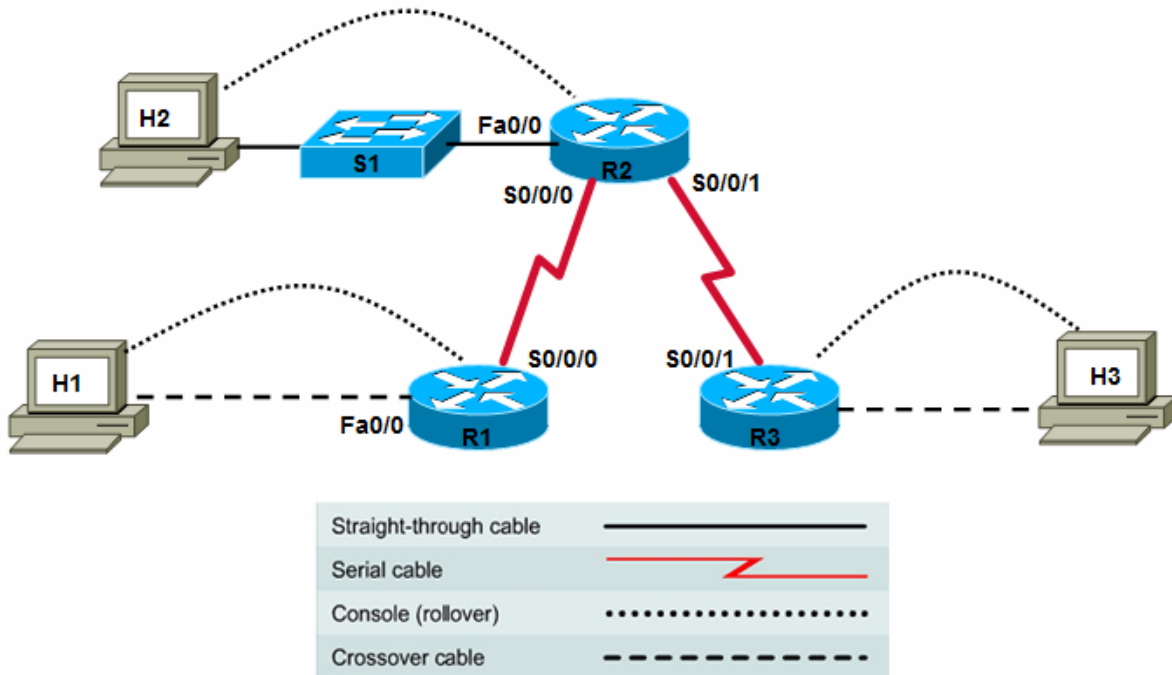 H2
S1
Fa0/0
R2
S0/0/0
S0/0/1
H1
Fa0/0
R1
S0/0/0
S0/0/1
R3
H3
Straight-through cable
Serial cable
Console (rollover)
Crossover cable